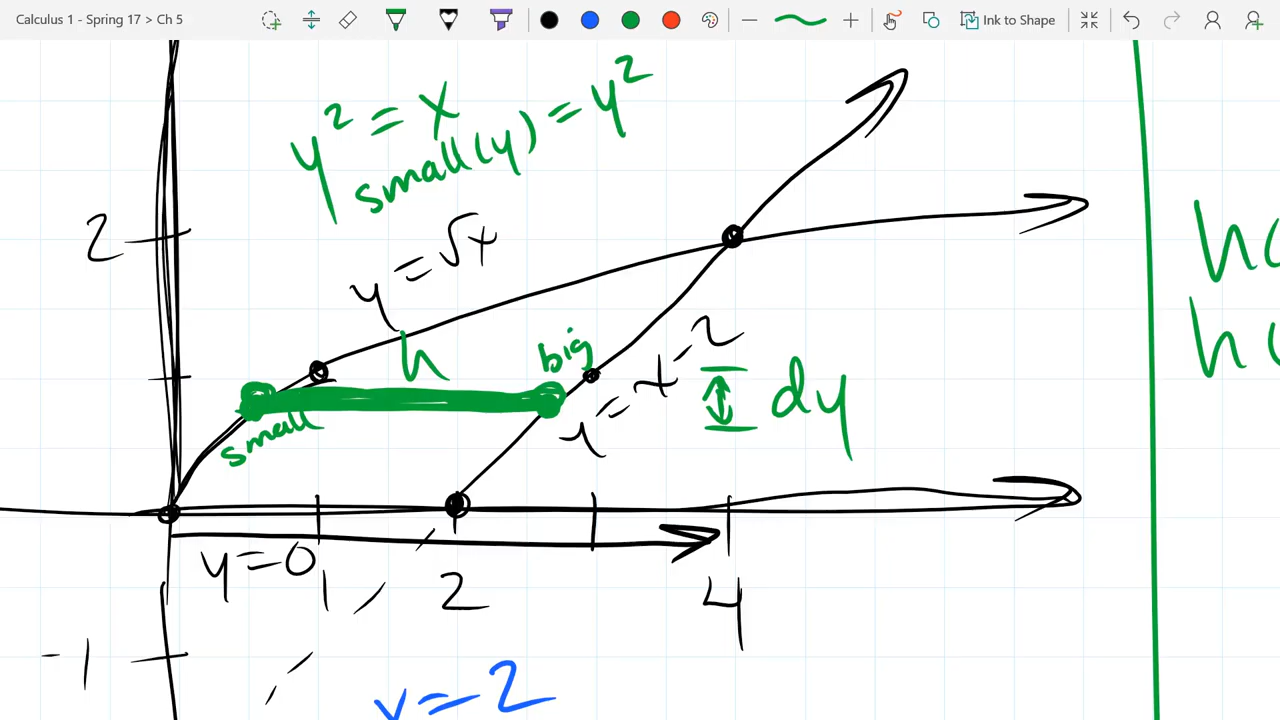 Calculus 1 - Spring 17 > Ch 5
Ink to Shape
y² = x
small(y) = y²
2
y = √x
h
big
y = x - 2
dy
small
y = 0
1
2
4
-1
y = 2